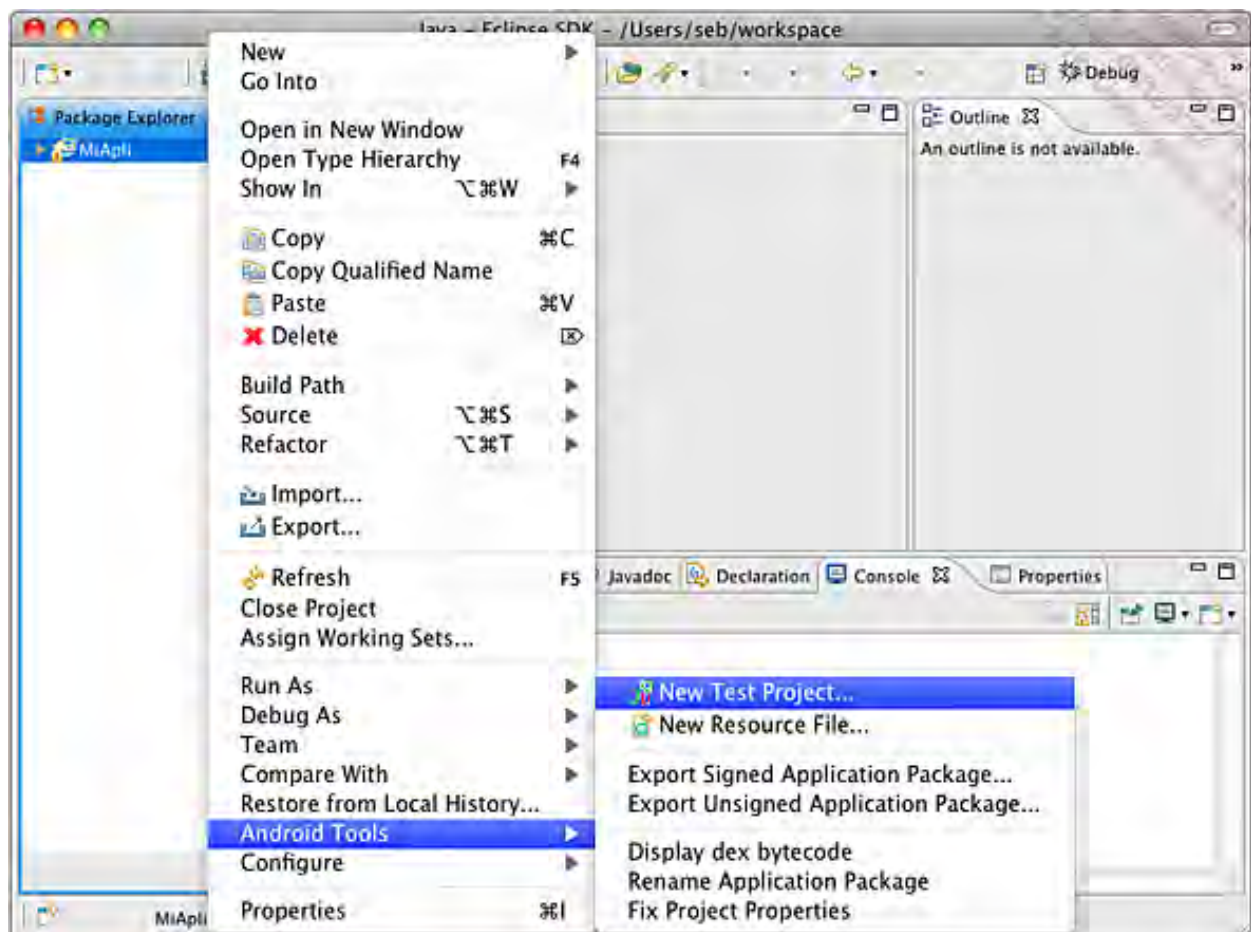 Java – Eclipse SDK – /Users/seb/workspace
Debug
»
Package Explorer
MiApli
Outline
An outline is not available.
New
Go Into
Open in New Window
Open Type Hierarchy F4
Show In ⌥⌘W
Copy ⌘C
Copy Qualified Name
Paste ⌘V
Delete ⌦
Build Path
Source ⌥⌘S
Refactor ⌥⌘T
Import...
Export...
Refresh F5
Close Project
Assign Working Sets...
Run As
Debug As
Team
Compare With
Restore from Local History...
Android Tools
Configure
Properties ⌘I
Javadoc Declaration Console Properties
New Test Project...
New Resource File...
Export Signed Application Package...
Export Unsigned Application Package...
Display dex bytecode
Rename Application Package
Fix Project Properties
MiApli